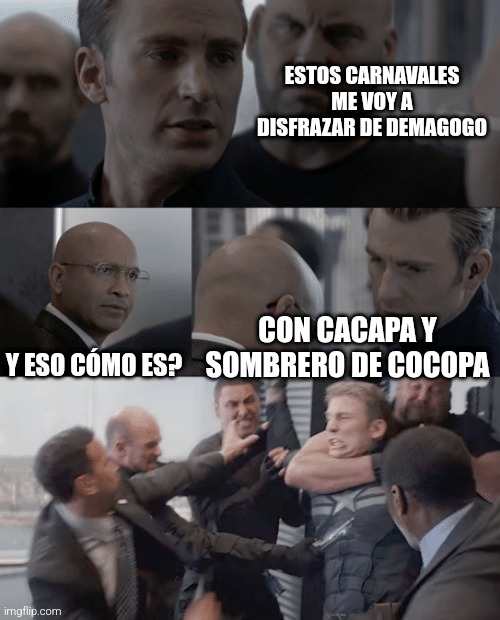 ESTOS CARNAVALES
ME VOY A
DISFRAZAR DE DEMAGOGO
Y ESO CÓMO ES?
CON CACAPA Y
SOMBRERO DE COCOPA
imgflip.com